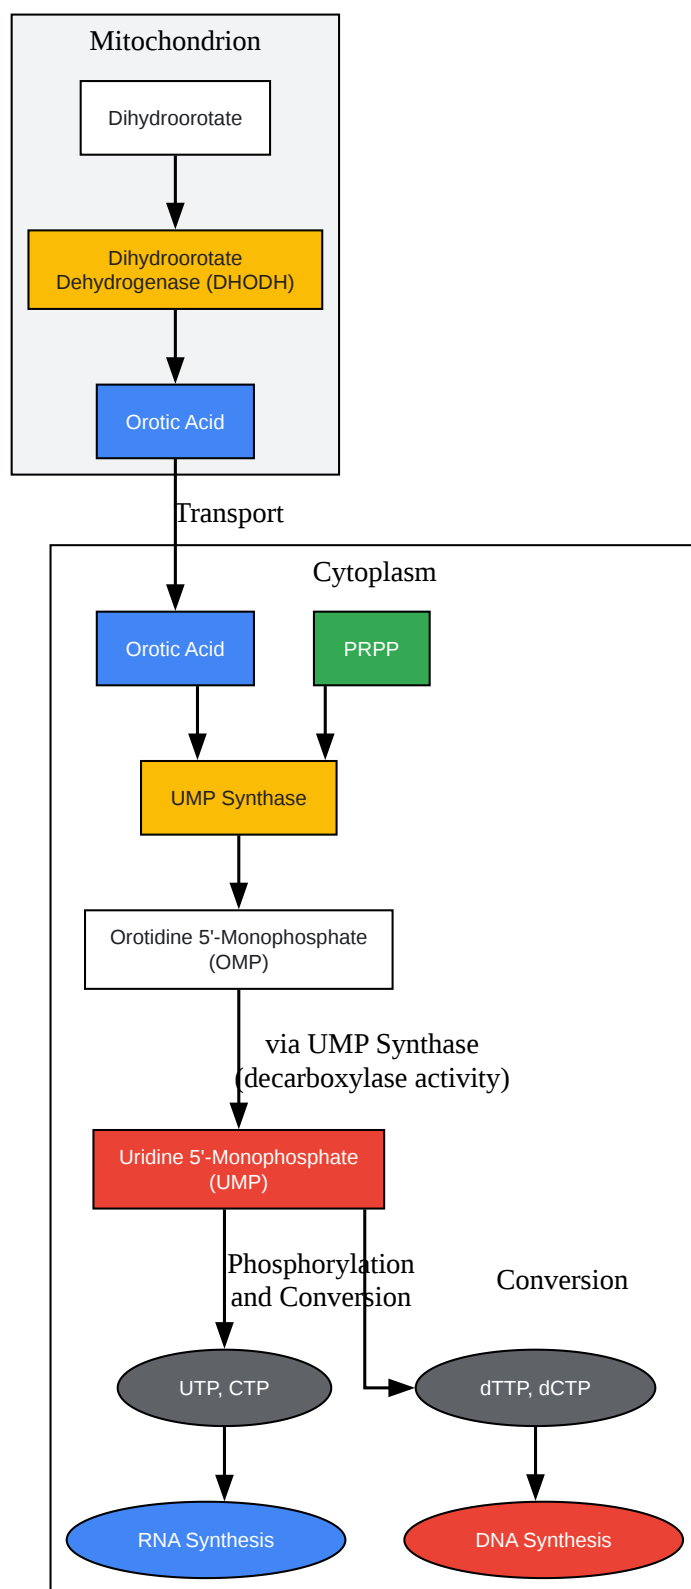 Mitochondrion
Dihydroorotate
Dihydroorotate
Dehydrogenase (DHODH)
Orotic Acid
Transport
Cytoplasm
Orotic Acid
PRPP
UMP Synthase
Orotidine 5'-Monophosphate
(OMP)
via UMP Synthase
(decarboxylase activity)
Uridine 5'-Monophosphate
(UMP)
Phosphorylation
and Conversion
Conversion
UTP, CTP
dTTP, dCTP
RNA Synthesis
DNA Synthesis